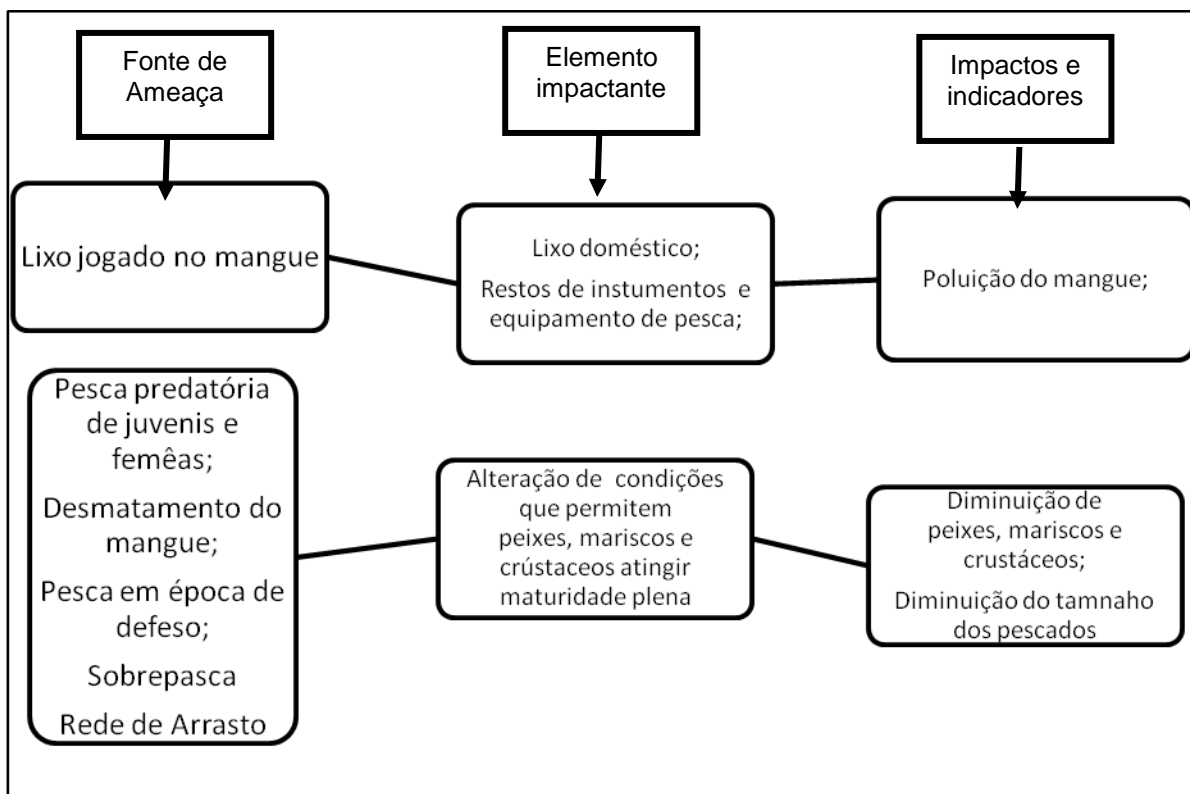 Fonte de
Ameaça
Elemento
impactante
Impactos e
indicadores
Lixo jogado no mangue
Lixo doméstico;
Restos de instumentos e
equipamento de pesca;
Poluição do mangue;
Pesca predatória
de juvenis e
femêas;
Desmatamento do
mangue;
Pesca em época de
defeso;
Sobrepasca
Rede de Arrasto
Alteração de condições
que permitem
peixes, mariscos e
crústaceos atingir
maturidade plena
Diminuição de
peixes, mariscos e
crustáceos;
Diminuição do tamnaho
dos pescados